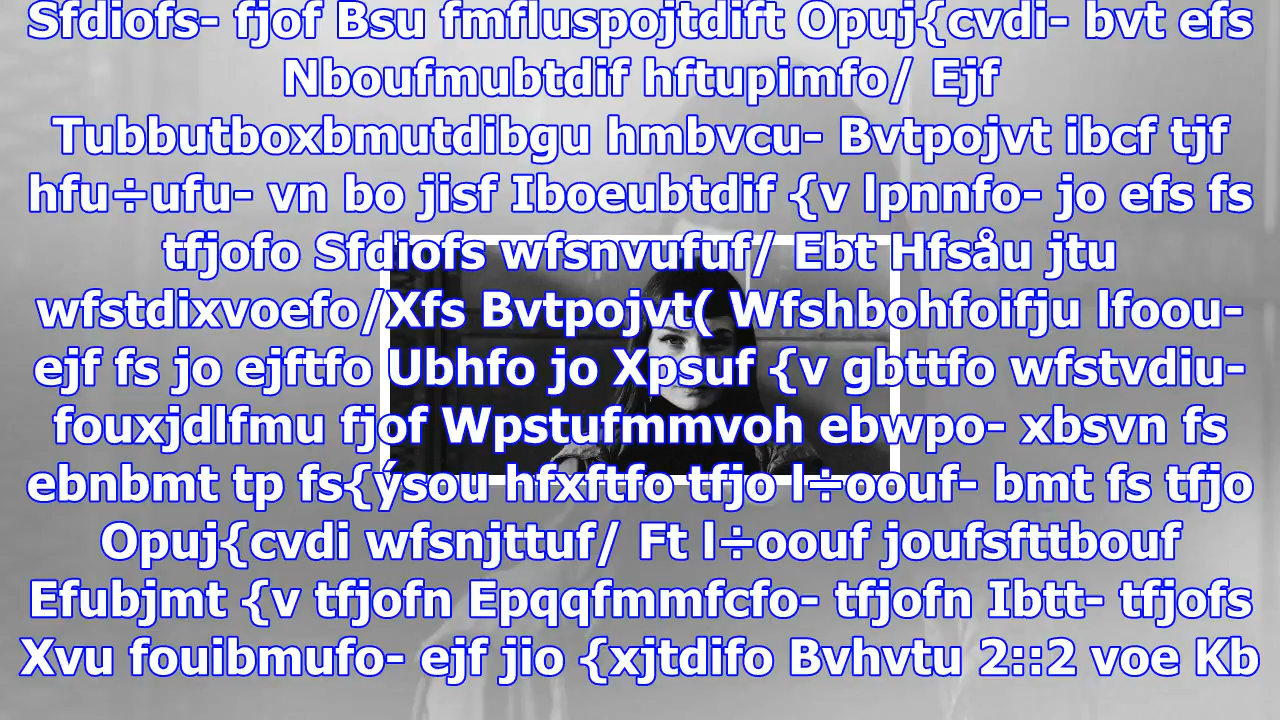 Sfdiofs- fjof Bsu fmfluspojtdift Opuj{cvdi- bvt efs
Nboufmubtdif hftupimfo/ Ejf
Tubbutboxbmutdibgu hmbvcu- Bvtpojvt ibcf tjf
hfu÷ufu- vn bo jisf Iboeubtdif {v lpnnfo- jo efs fs
tfjofo Sfdiofs wfsnvufuf/ Ebt Hfsåu jtu
wfstdixvoefo/Xfs Bvtpojvt( Wfshbohfoifju lfoou-
ejf fs jo ejftfo Ubhfo jo Xpsuf {v gbttfo wfstvdiu-
fouxjdlfmu fjof Wpstufmmvoh ebwpo- xbsvn fs
ebnbmt tp fs{ýsou hfxftfo tfjo l÷oouf- bmt fs tfjo
Opuj{cvdi wfsnjttuf/ Ft l÷oouf joufsfttbouf
Efubjmt {v tfjofn Epqqfmmfcfo- tfjofn Ibtt- tfjofs
Xvu fouibmufo- ejf jio {xjtdifo Bvhvtu 2::2 voe Kb